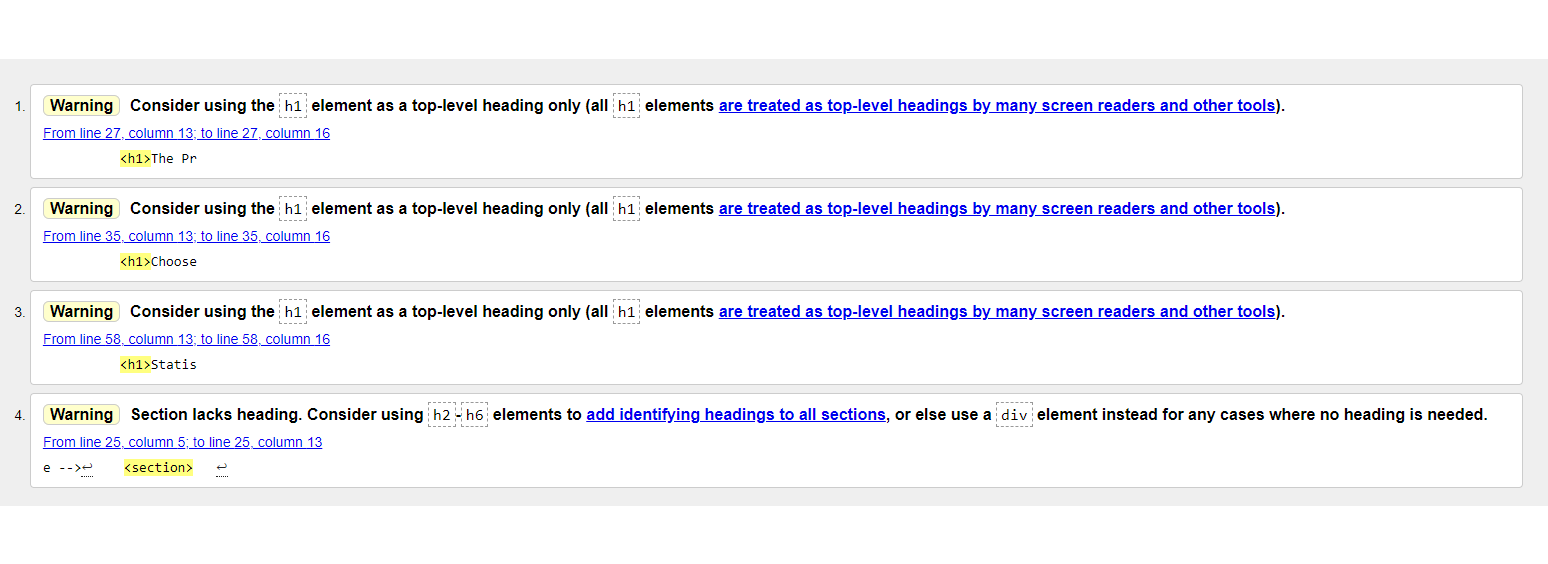 1. Warning Consider using the h1 element as a top-level heading only (all h1 elements are treated as top-level headings by many screen readers and other tools).
From line 27, column 13; to line 27, column 16
<h1>The Pr
2. Warning Consider using the h1 element as a top-level heading only (all h1 elements are treated as top-level headings by many screen readers and other tools).
From line 35, column 13; to line 35, column 16
<h1>Choose
3. Warning Consider using the h1 element as a top-level heading only (all h1 elements are treated as top-level headings by many screen readers and other tools).
From line 58, column 13; to line 58, column 16
<h1>Statis
4. Warning Section lacks heading. Consider using h2-h6 elements to add identifying headings to all sections, or else use a div element instead for any cases where no heading is needed.
From line 25, column 5; to line 25, column 13
e -->↩ <section> ↩